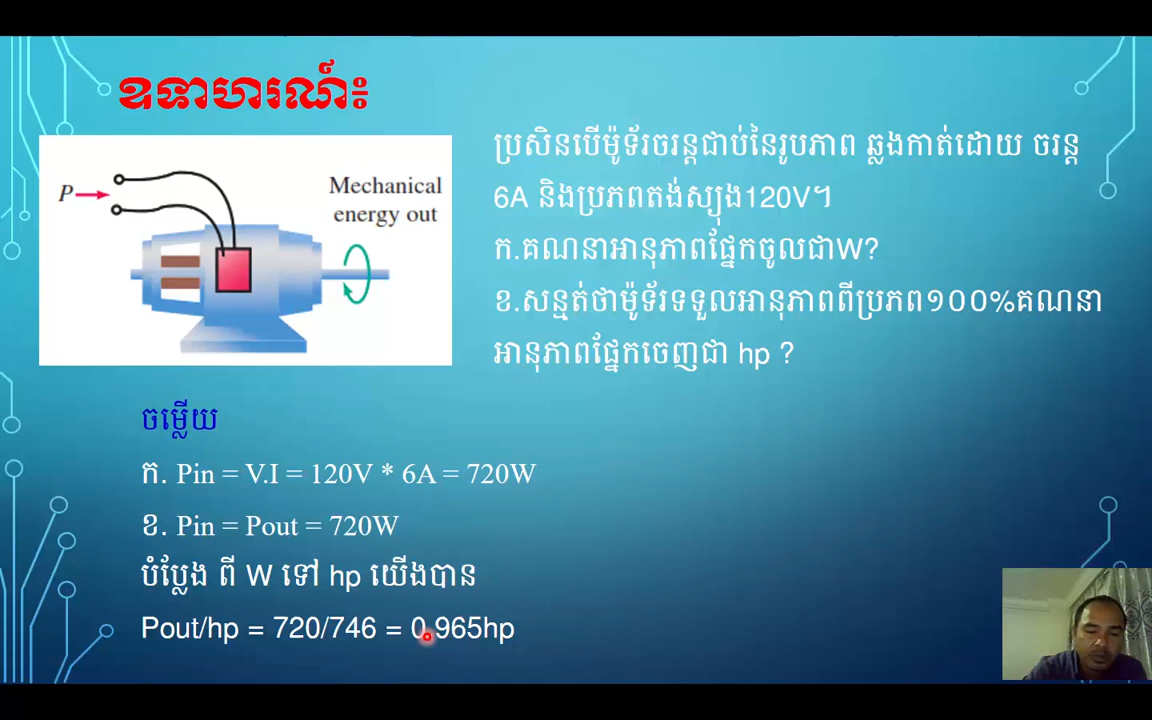 ឧទាហរណ៍៖
P
Mechanical
energy out
ប្រសិនបើម៉ូទ័រចរន្តជាប់នៃរូបភាព ឆ្លងកាត់ដោយ ចរន្ត
6A និងប្រភពតង់ស្យុង120V។
ក.គណនាអានុភាពផ្នែកចូលជាW?
ខ.សន្មត់ថាម៉ូទ័រទទួលអានុភាពពីប្រភព១០០%គណនា
អានុភាពផ្នែកចេញជា hp ?
ចម្លើយ
ក. Pin = V.I = 120V * 6A = 720W
ខ. Pin = Pout = 720W
បំប្លែង ពី W ទៅ hp យើងបាន
Pout/hp = 720/746 = 0.965hp